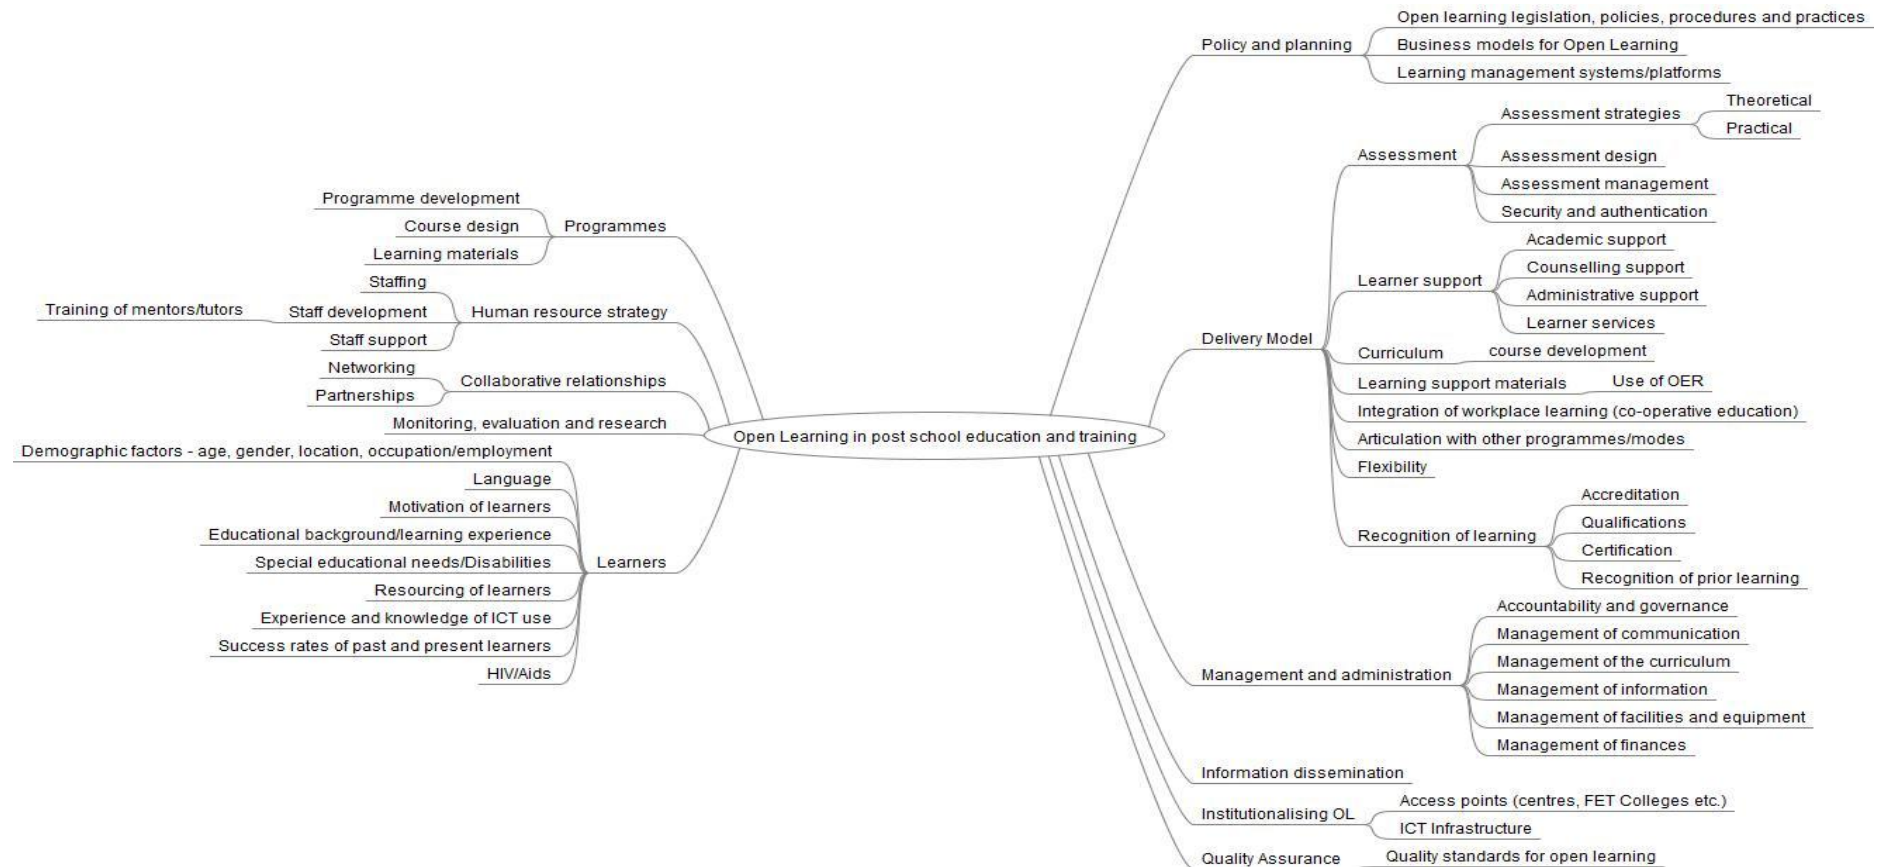 Open Learning in post school education and training
Policy and planning
Open learning legislation, policies, procedures and practices
Business models for Open Learning
Learning management systems/platforms
Delivery Model
Assessment
Assessment strategies
Theoretical
Practical
Assessment design
Assessment management
Security and authentication
Learner support
Academic support
Counselling support
Administrative support
Learner services
Curriculum
course development
Learning support materials
Use of OER
Integration of workplace learning (co-operative education)
Articulation with other programmes/modes
Flexibility
Recognition of learning
Accreditation
Qualifications
Certification
Recognition of prior learning
Management and administration
Accountability and governance
Management of communication
Management of the curriculum
Management of information
Management of facilities and equipment
Management of finances
Information dissemination
Institutionalising OL
Access points (centres, FET Colleges etc.)
ICT Infrastructure
Quality Assurance
Quality standards for open learning
Programmes
Programme development
Course design
Learning materials
Human resource strategy
Staffing
Staff development
Training of mentors/tutors
Staff support
Collaborative relationships
Networking
Partnerships
Monitoring, evaluation and research
Learners
Demographic factors - age, gender, location, occupation/employment
Language
Motivation of learners
Educational background/learning experience
Special educational needs/Disabilities
Resourcing of learners
Experience and knowledge of ICT use
Success rates of past and present learners
HIV/Aids